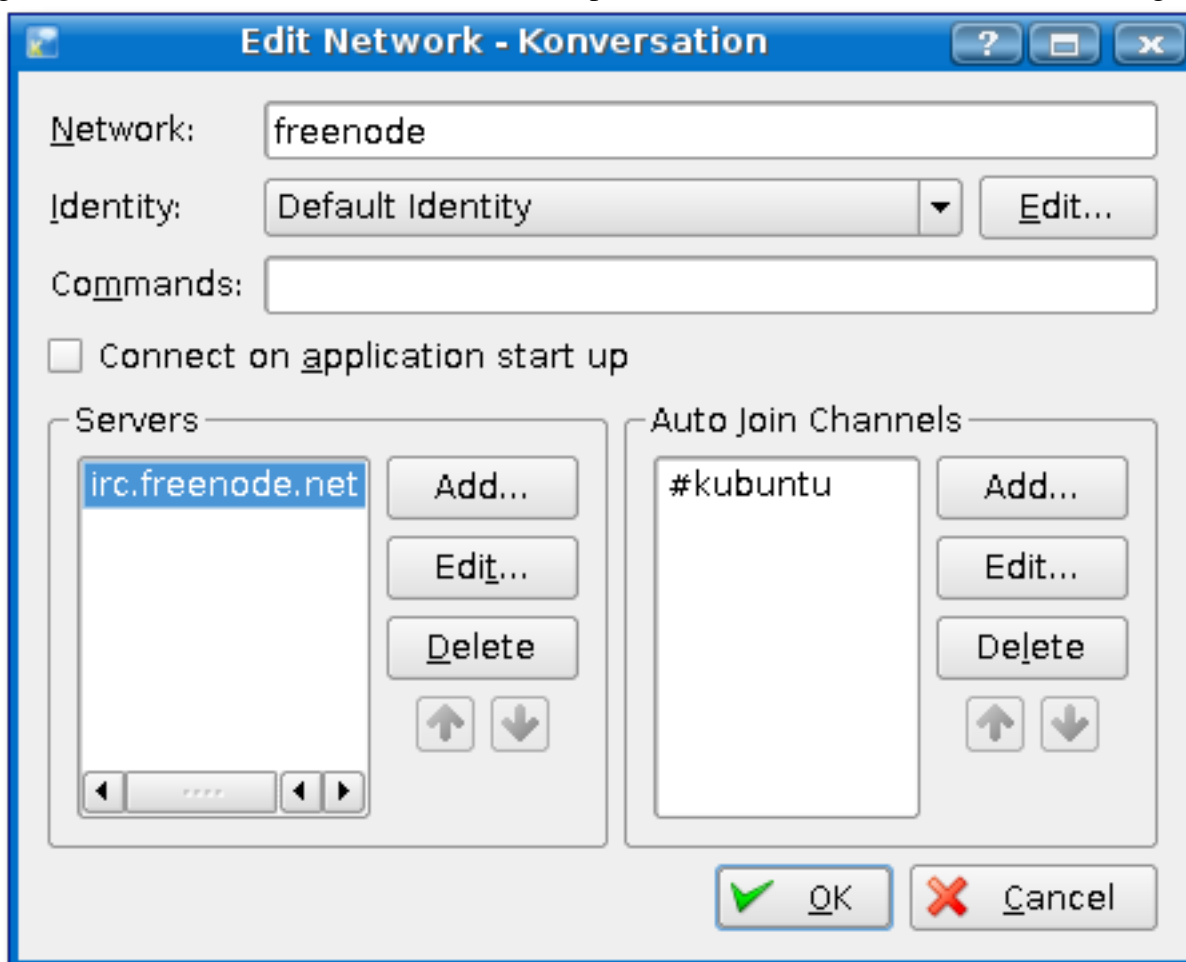 Edit Network - Konversation
Network: freenode
Identity: Default Identity Edit...
Commands:
Connect on application start up
Servers
irc.freenode.net
Add...
Edit...
Delete
Auto Join Channels
#kubuntu
Add...
Edit...
Delete
OK Cancel